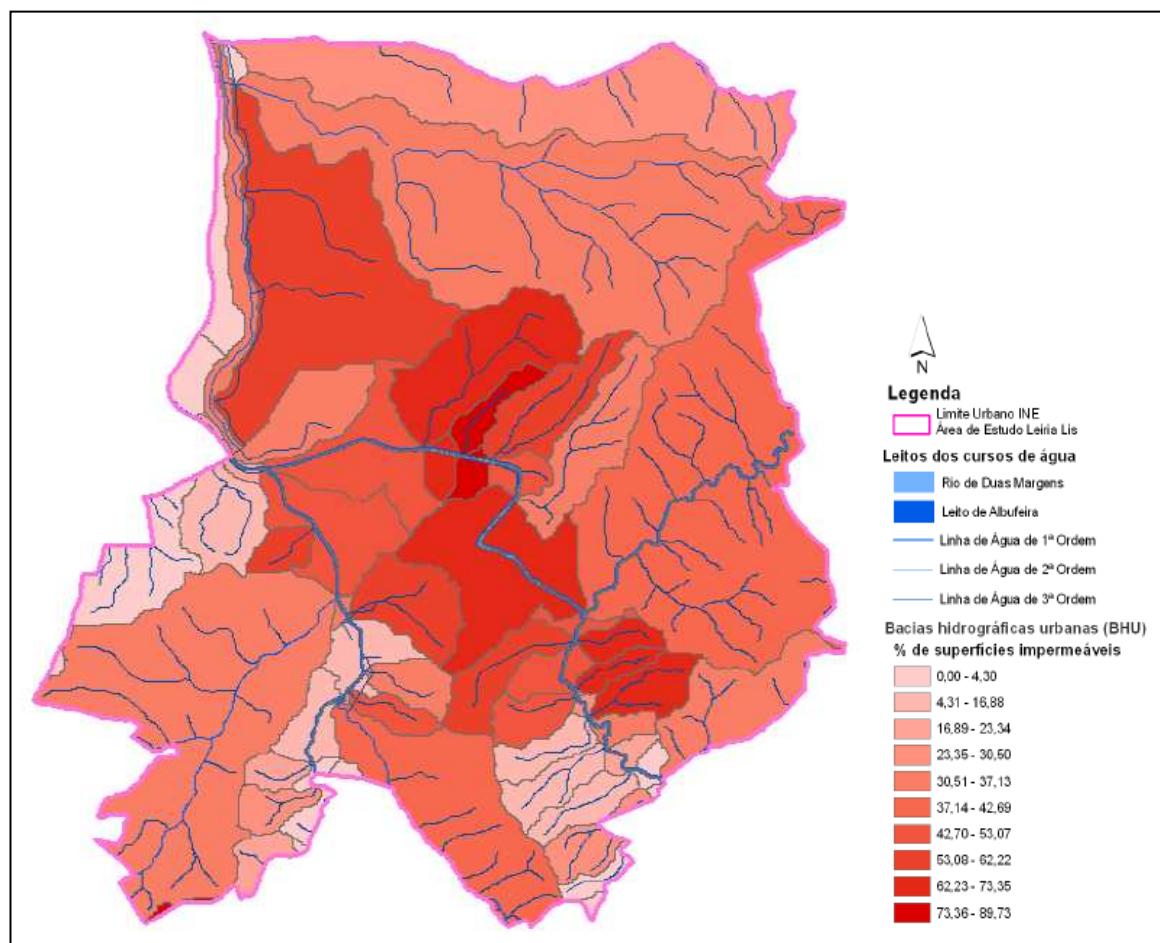 N
Legenda
Limite Urbano INE
Área de Estudo Leiria Lis
Leitos dos cursos de água
Rio de Duas Margens
Leito de Albufeira
Linha de Água de 1ª Ordem
Linha de Água de 2ª Ordem
Linha de Água de 3ª Ordem
Bacias hidrográficas urbanas (BHU)
% de superfícies impermeáveis
0,00 - 4,30
4,31 - 16,88
16,89 - 23,34
23,35 - 30,50
30,51 - 37,13
37,14 - 42,69
42,70 - 53,07
53,08 - 62,22
62,23 - 73,35
73,36 - 89,73